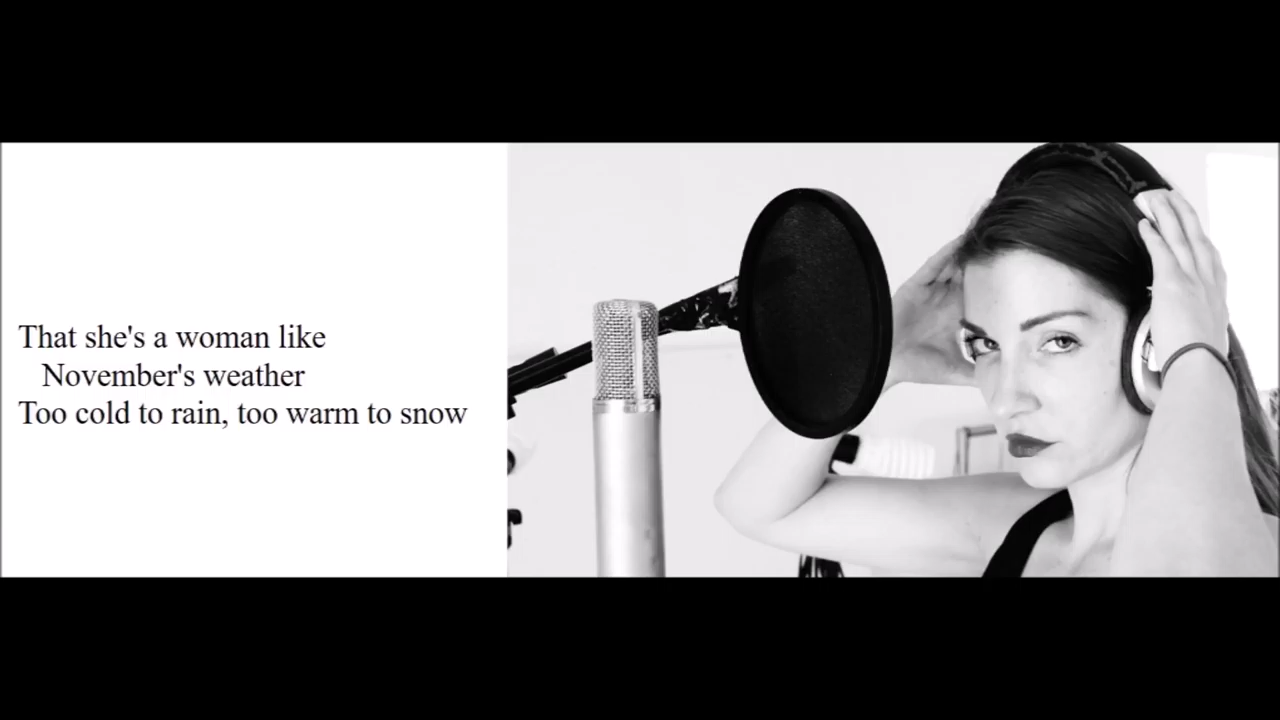 That she's a woman like
November's weather
Too cold to rain, too warm to snow